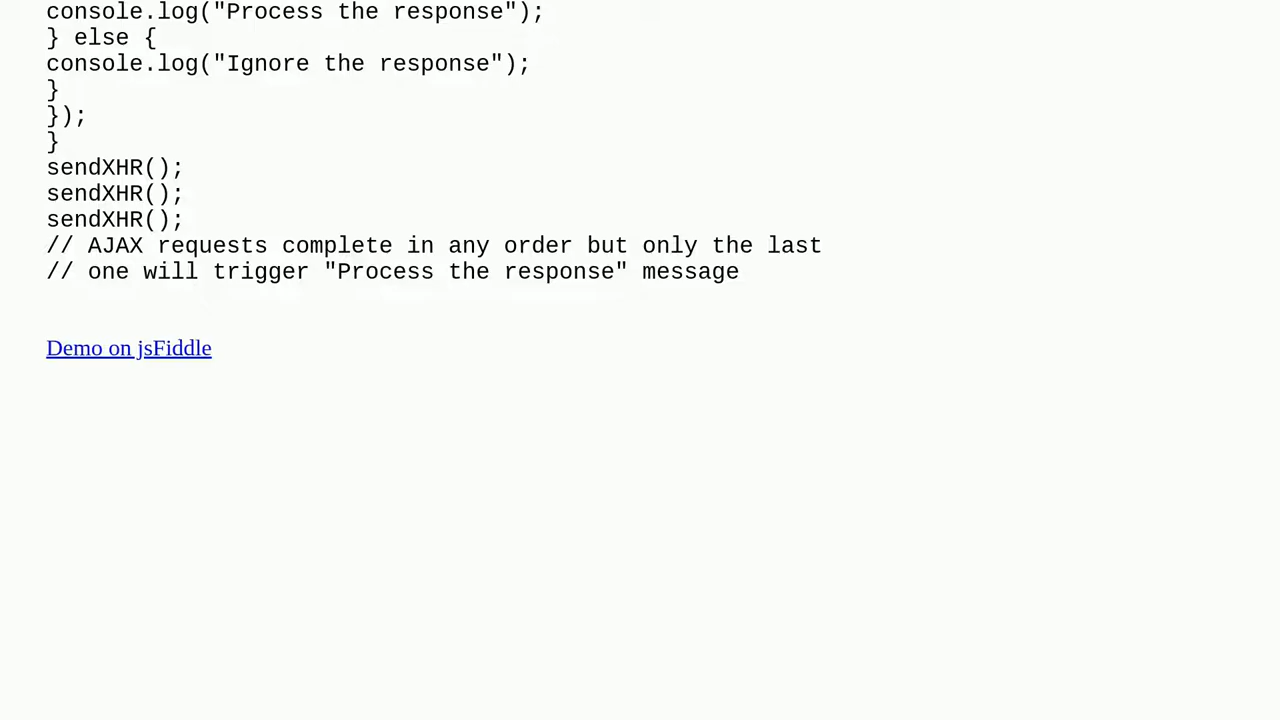 console.log("Process the response");
} else {
console.log("Ignore the response");
}
});
}
sendXHR();
sendXHR();
sendXHR();
// AJAX requests complete in any order but only the last
// one will trigger "Process the response" message
Demo on jsFiddle